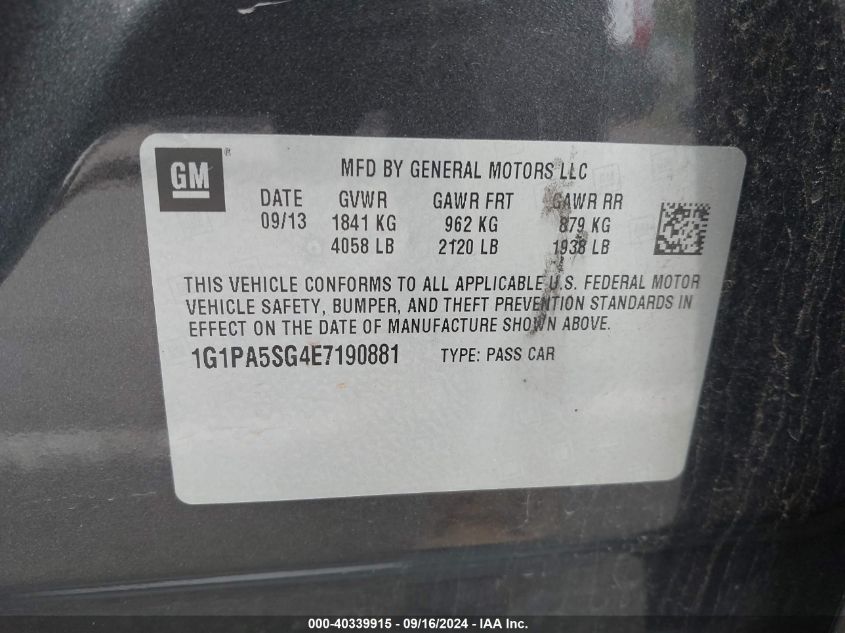 GM®
MFD BY GENERAL MOTORS LLC
DATE GVWR GAWR FRT GAWR RR
09/13 1841 KG 962 KG 879 KG
4058 LB 2120 LB 1938 LB
THIS VEHICLE CONFORMS TO ALL APPLICABLE U.S. FEDERAL MOTOR
VEHICLE SAFETY, BUMPER, AND THEFT PREVENTION STANDARDS IN
EFFECT ON THE DATE OF MANUFACTURE SHOWN ABOVE.
1G1PA5SG4E7190881 TYPE: PASS CAR
000-40339915 - 09/16/2024 - IAA Inc.